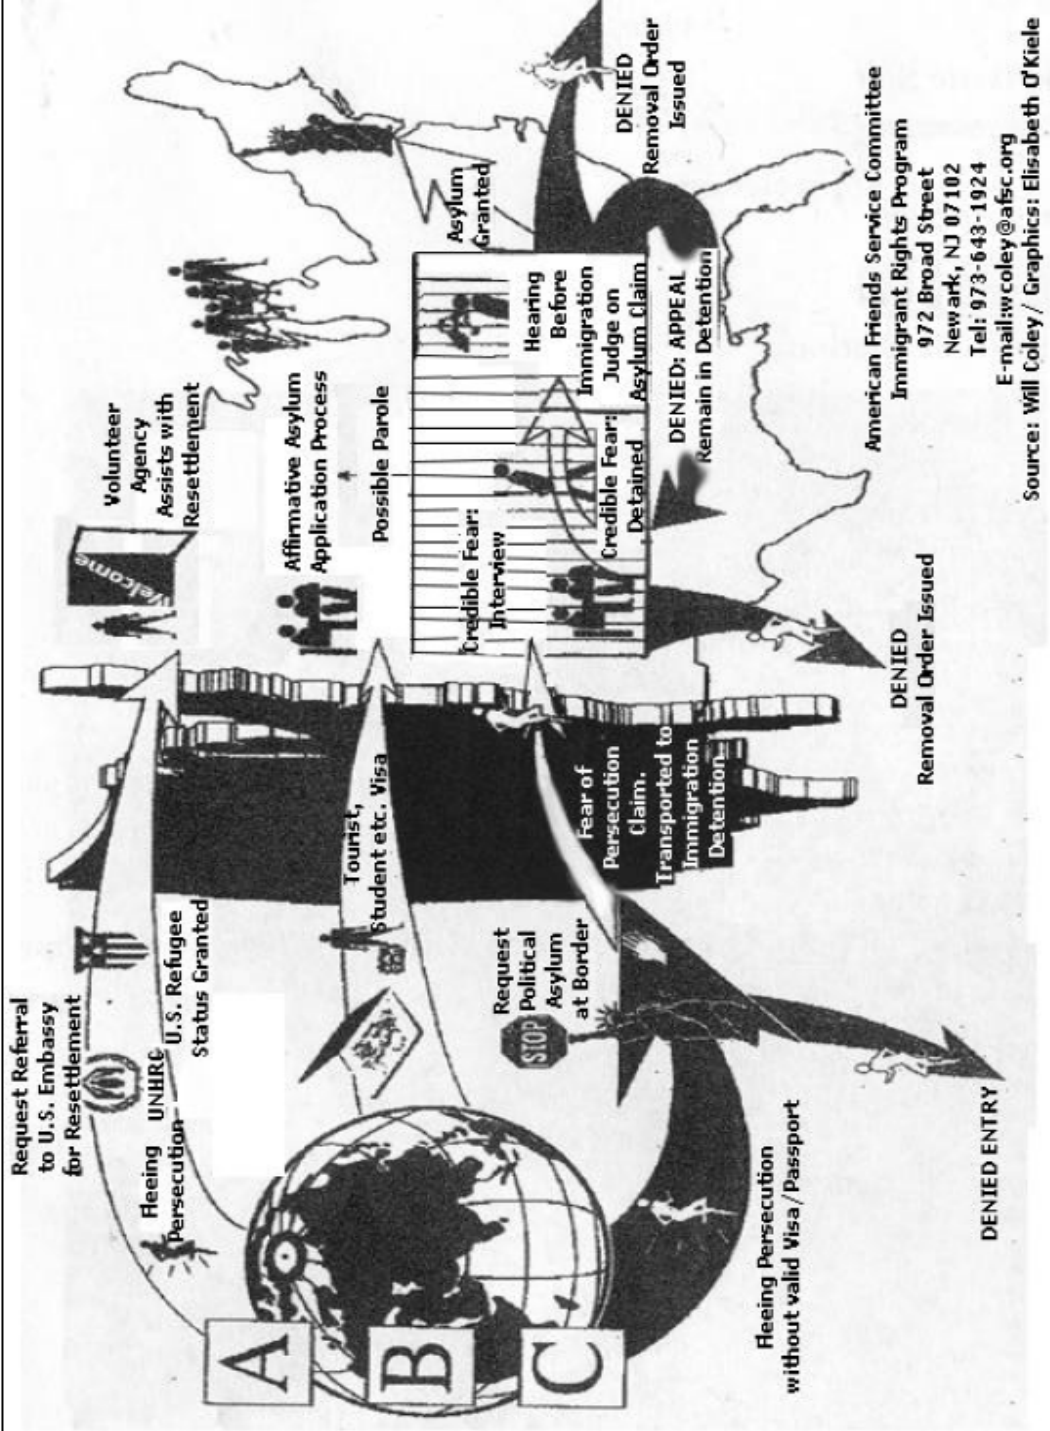 Request Referral
to U.S. Embassy
for Resettlement
Fleeing
Persecution
UNHRC
U.S. Refugee
Status Granted
Volunteer
Agency
Assists with
Resettlement
Welcome
A
B
C
Tourist,
Student etc. Visa
Affirmative Asylum
Application Process
Possible Parole
STOP
Request
Political
Asylum
at Border
Fear of
Persecution
Claim.
Transported to
Immigration
Detention
Credible Fear:
Interview
Credible Fear:
Detained
Hearing
Before
Immigration
Judge on
Asylum Claim
Asylum
Granted
DENIED: APPEAL
Remain in Detention
DENIED
Removal Order
Issued
Fleeing Persecution
without valid Visa/Passport
DENIED ENTRY
DENIED
Removal Order Issued
American Friends Service Committee
Immigrant Rights Program
972 Broad Street
Newark, NJ 07102
Tel: 973-643-1924
E-mail:wcoley@afsc.org
Source: Will Coley/ Graphics: Elisabeth O'Kiele